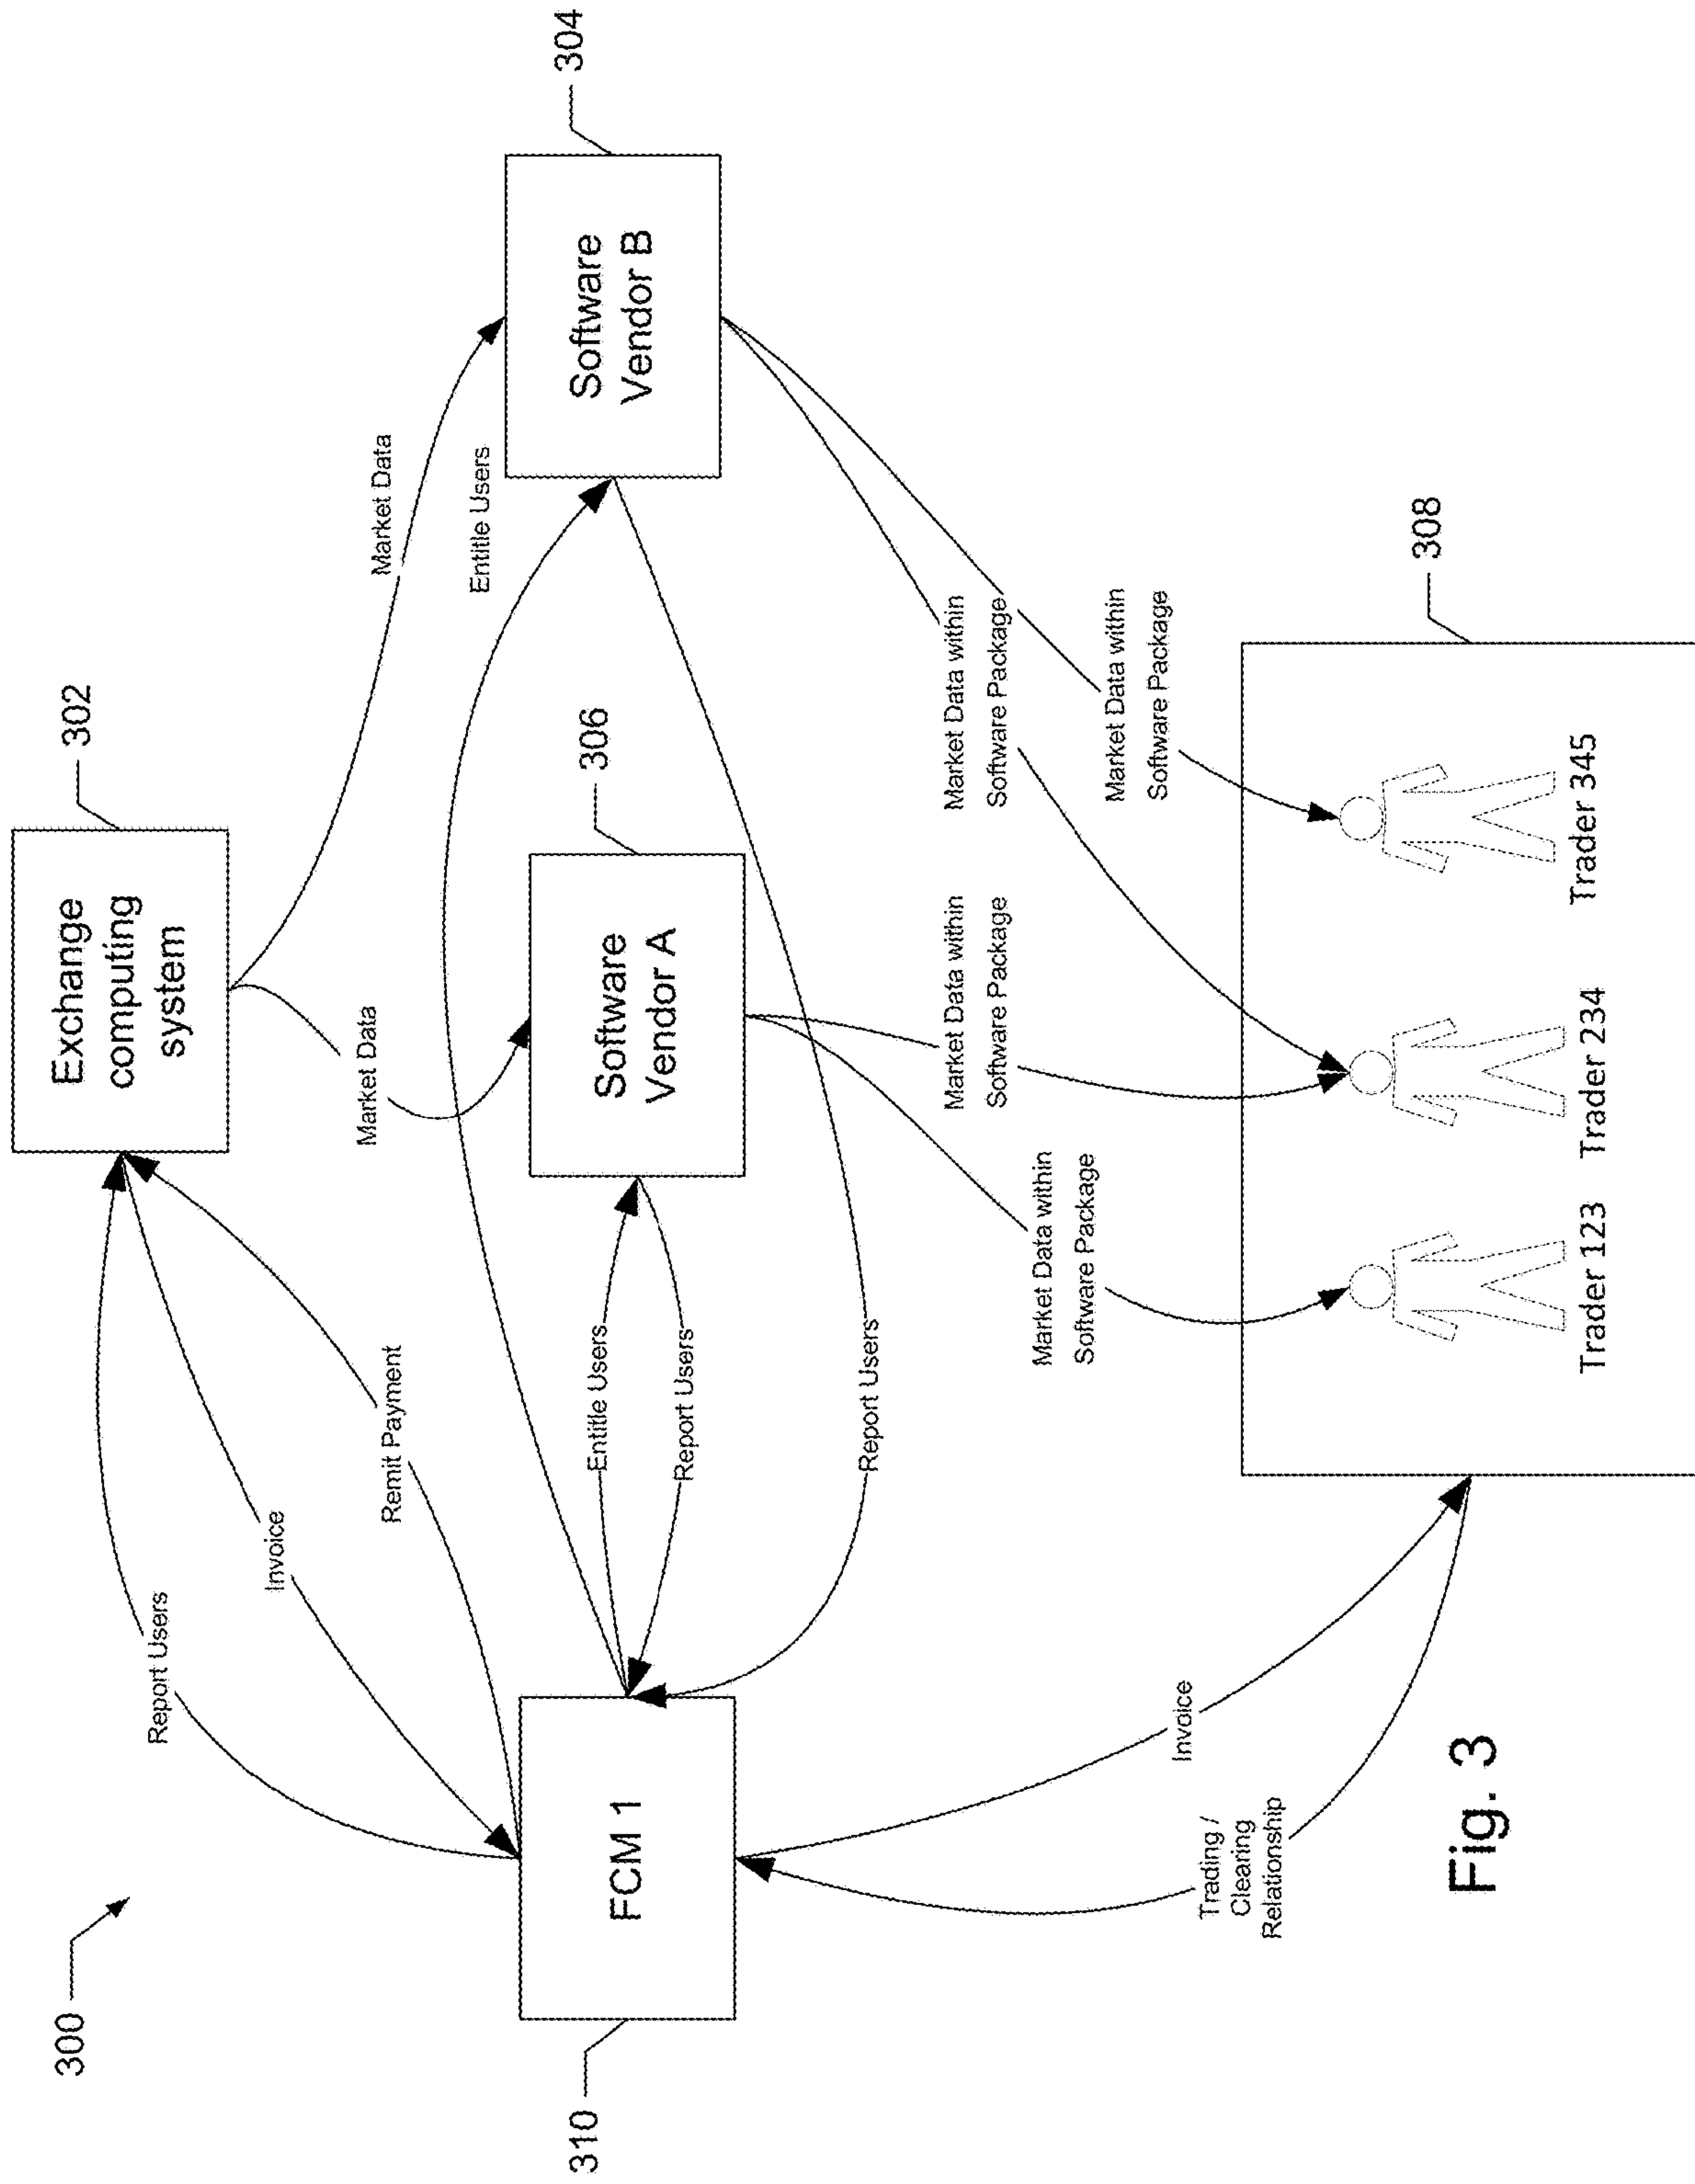 300
302
Exchange
computing
system
Report Users
Invoice
Remit Payment
Market Data
Market Data
Entitle Users
304
Software
Vendor B
306
Software
Vendor A
310
FCM 1
Entitle Users
Report Users
Report Users
Market Data within
Software Package
Market Data within
Software Package
Market Data within
Software Package
Market Data within
Software Package
Invoice
Trading /
Clearing
Relationship
308
Trader 123
Trader 234
Trader 345
Fig. 3